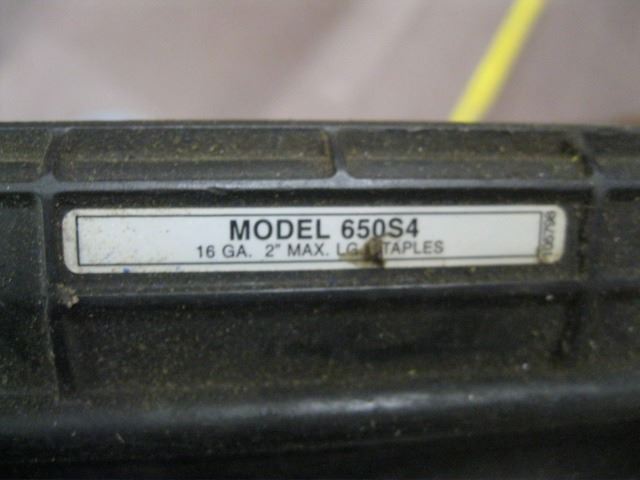 MODEL 650S4
16 GA. 2" MAX. LG. STAPLES